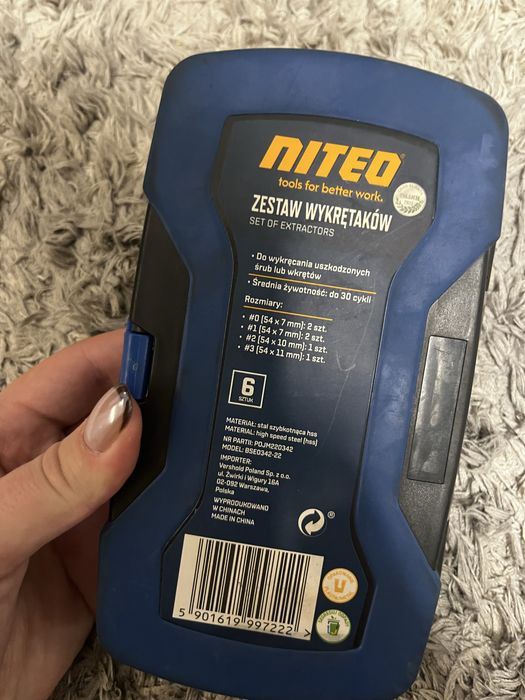 NITEO
tools for better work.
ZESTAW WYKRĘTAKÓW
SET OF EXTRACTORS
• Do wykręcania uszkodzonych
śrub lub wkrętów
• Średnia żywotność: do 30 cykli
Rozmiary:
• #0 (54 x 7 mm): 2 szt.
• #1 (54 x 7 mm): 2 szt.
• #2 (54 x 10 mm): 1 szt.
• #3 (54 x 11 mm): 1 szt.
6
SZTUK
MATERIAŁ: stal szybkotnąca hss
MATERIAL: high speed steel (hss)
NR PARTII: POJM220342
MODEL: BSE0342-22
IMPORTER:
Vershold Poland Sp. z o.o.
ul. Żwirki i Wigury 16A
02-092 Warszawa,
Polska
WYPRODUKOWANO
W CHINACH
MADE IN CHINA
®
5 901619 997222 >